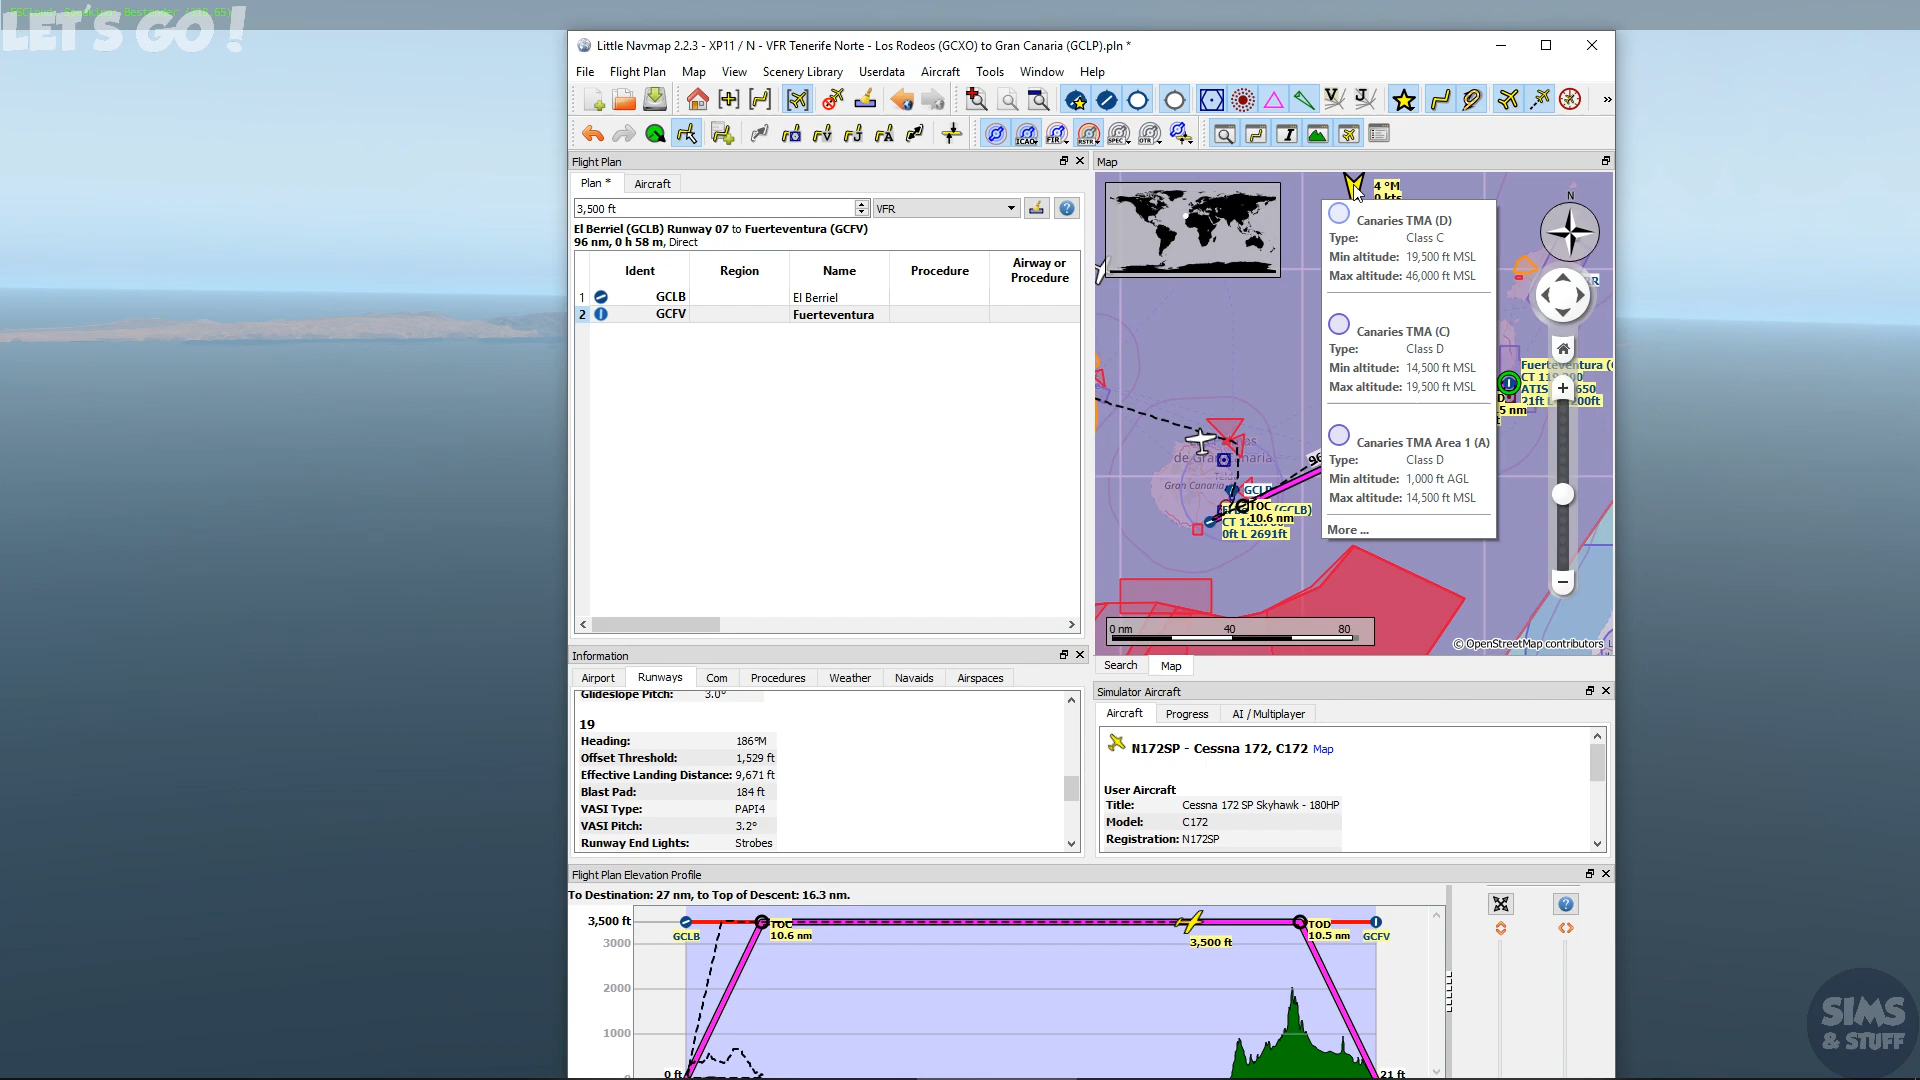 LET'S GO!
Little Navmap 2.2.3 - XP11 / N - VFR Tenerife Norte - Los Rodeos (GCXO) to Gran Canaria (GCLP).pln *
File Flight Plan Map View Scenery Library Userdata Aircraft Tools Window Help
Flight Plan
Plan * Aircraft
3,500 ft VFR
El Berriel (GCLB) Runway 07 to Fuerteventura (GCFV)
96 nm, 0 h 58 m, Direct
Ident Region Name Procedure Airway or Procedure
1 GCLB El Berriel
2 GCFV Fuerteventura
Information
Airport Runways Com Procedures Weather Navaids Airspaces
Glideslope Pitch: 3.0°
19
Heading: 186°M
Offset Threshold: 1,529 ft
Effective Landing Distance: 9,671 ft
Blast Pad: 184 ft
VASI Type: PAPI4
VASI Pitch: 3.2°
Runway End Lights: Strobes
Map
4 °M
0 kts
N
Canaries TMA (D)
Type: Class C
Min altitude: 19,500 ft MSL
Max altitude: 46,000 ft MSL
Canaries TMA (C)
Type: Class D
Min altitude: 14,500 ft MSL
Max altitude: 19,500 ft MSL
Canaries TMA Area 1 (A)
Type: Class D
Min altitude: 1,000 ft AGL
Max altitude: 14,500 ft MSL
More ...
de Gran Canaria
Gran Canaria
TOC
10.6 nm
(GCLB)
0ft L 2691ft
0 nm 40 80
© OpenStreetMap contributors
Search Map
Simulator Aircraft
Aircraft Progress AI / Multiplayer
N172SP - Cessna 172, C172 Map
User Aircraft
Title: Cessna 172 SP Skyhawk - 180HP
Model: C172
Registration: N172SP
Flight Plan Elevation Profile
To Destination: 27 nm, to Top of Descent: 16.3 nm.
3,500 ft
3000
2000
1000
0 ft
GCLB
TOC
10.6 nm
3,500 ft
TOD
10.5 nm
GCFV
21 ft
SIMS
& STUFF